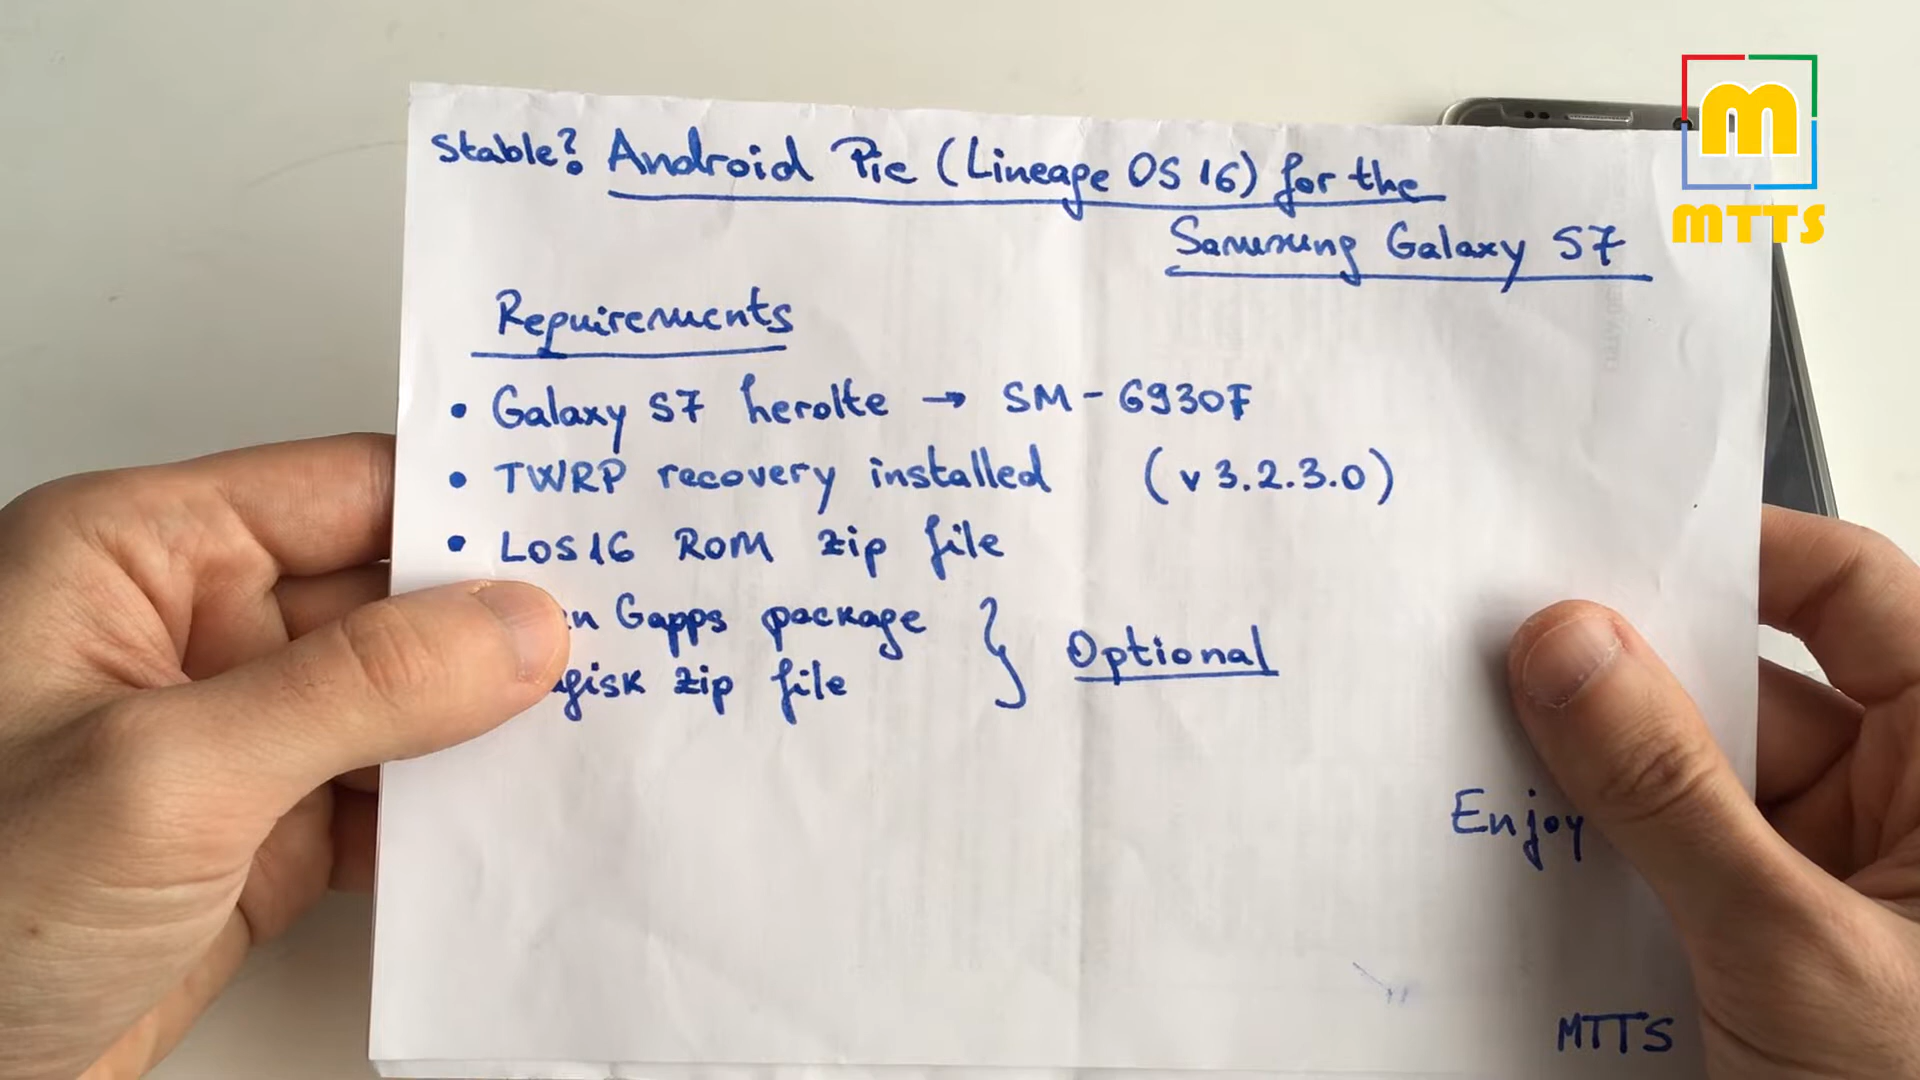 Stable? Android Pie (Lineage OS 16) for the
Samsung Galaxy S7
Requirements
• Galaxy S7 herolte → SM-G930F
• TWRP recovery installed (v3.2.3.0)
• LOS16 ROM zip file
Gapps package
zip file
} Optional
Enjoy
MTTS
M
MTTS